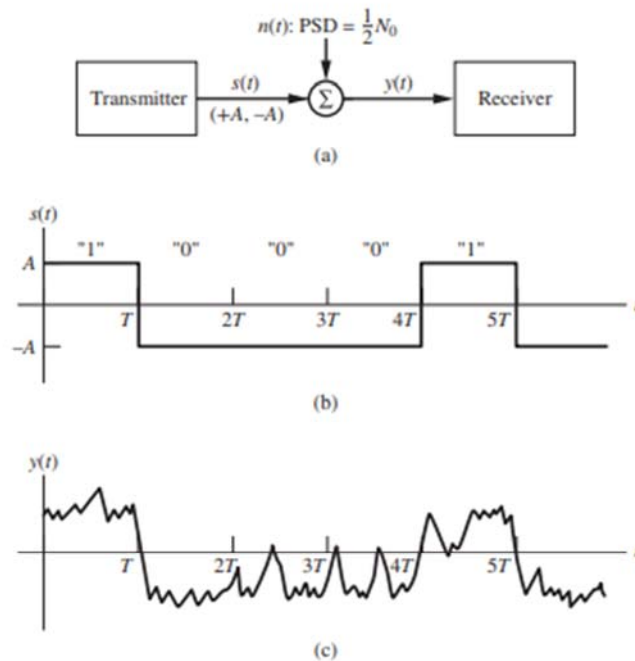 n(t): PSD = 1/2 N₀
Transmitter
s(t)
(+A, −A)
Σ
y(t)
Receiver
(a)
s(t)
"1" "0" "0" "0" "1"
A
T 2T 3T 4T 5T
−A
(b)
y(t)
T 2T 3T 4T 5T
(c)